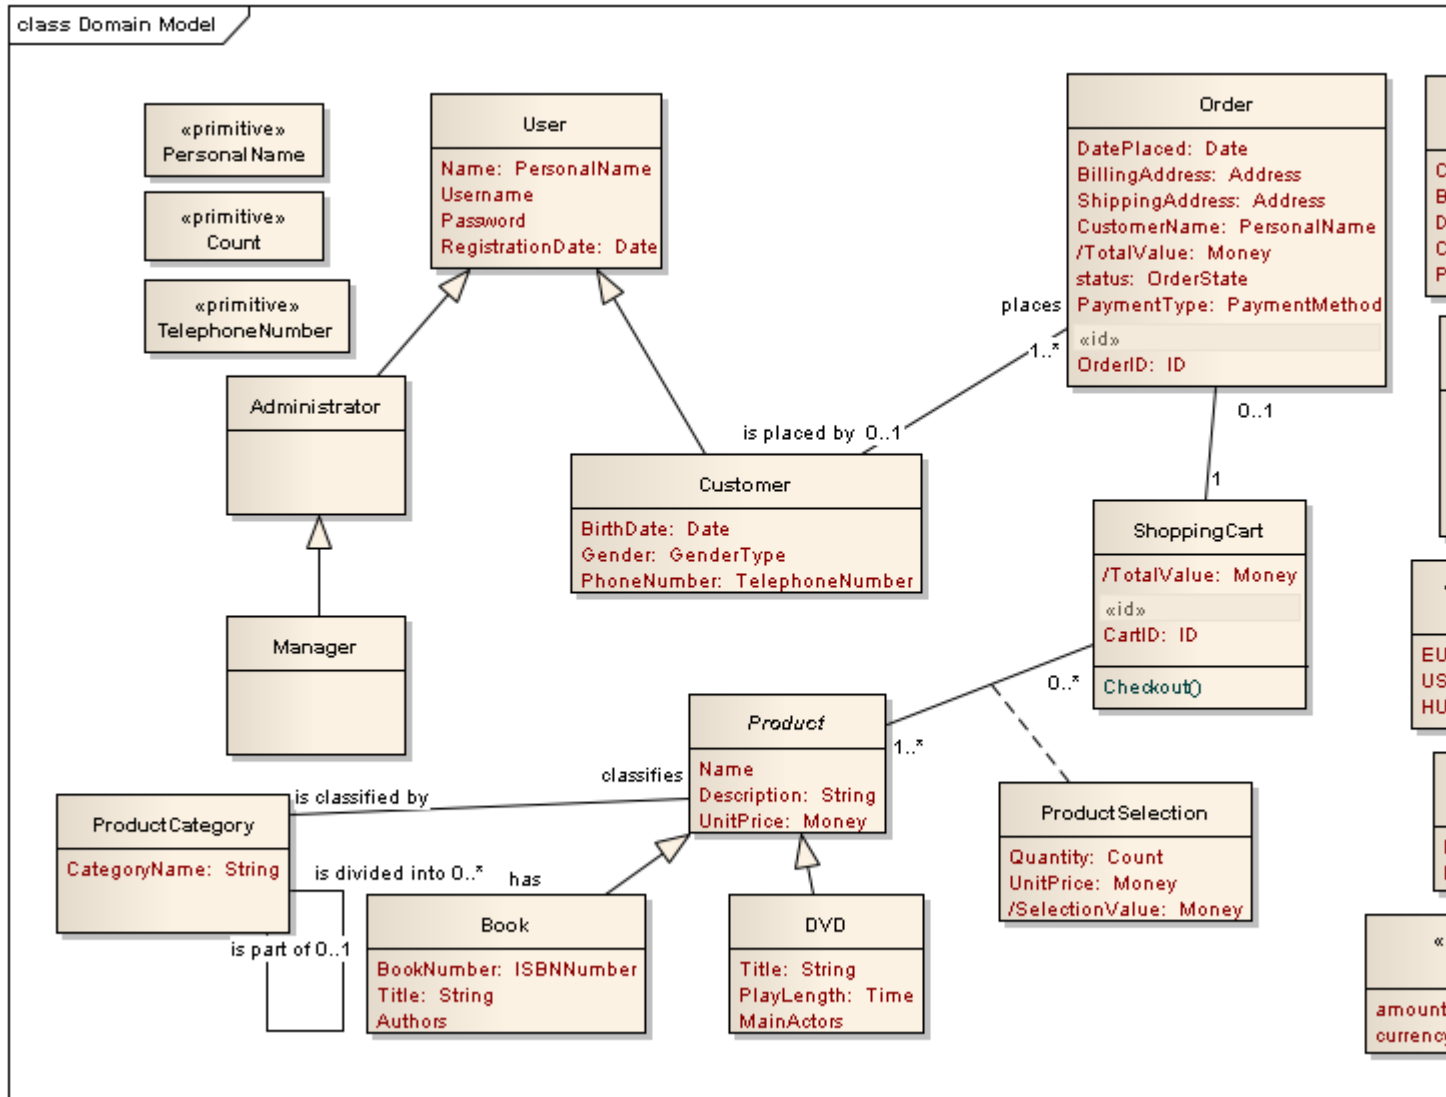 class Domain Model
«primitive»
PersonalName
«primitive»
Count
«primitive»
TelephoneNumber
User
Name: PersonalName
Username
Password
RegistrationDate: Date
Order
DatePlaced: Date
BillingAddress: Address
ShippingAddress: Address
CustomerName: PersonalName
/TotalValue: Money
status: OrderState
PaymentType: PaymentMethod
«id»
OrderID: ID
places
1..*
is placed by 0..1
0..1
1
Administrator
Manager
Customer
BirthDate: Date
Gender: GenderType
PhoneNumber: TelephoneNumber
ShoppingCart
/TotalValue: Money
«id»
CartID: ID
Checkout()
0..*
1..*
Product
Name
Description: String
UnitPrice: Money
classifies
is classified by
ProductCategory
CategoryName: String
is divided into 0..*
is part of 0..1
has
Book
BookNumber: ISBNNumber
Title: String
Authors
DVD
Title: String
PlayLength: Time
MainActors
ProductSelection
Quantity: Count
UnitPrice: Money
/SelectionValue: Money
C
B
D
C
P
EU
US
HU
«
amount
currency